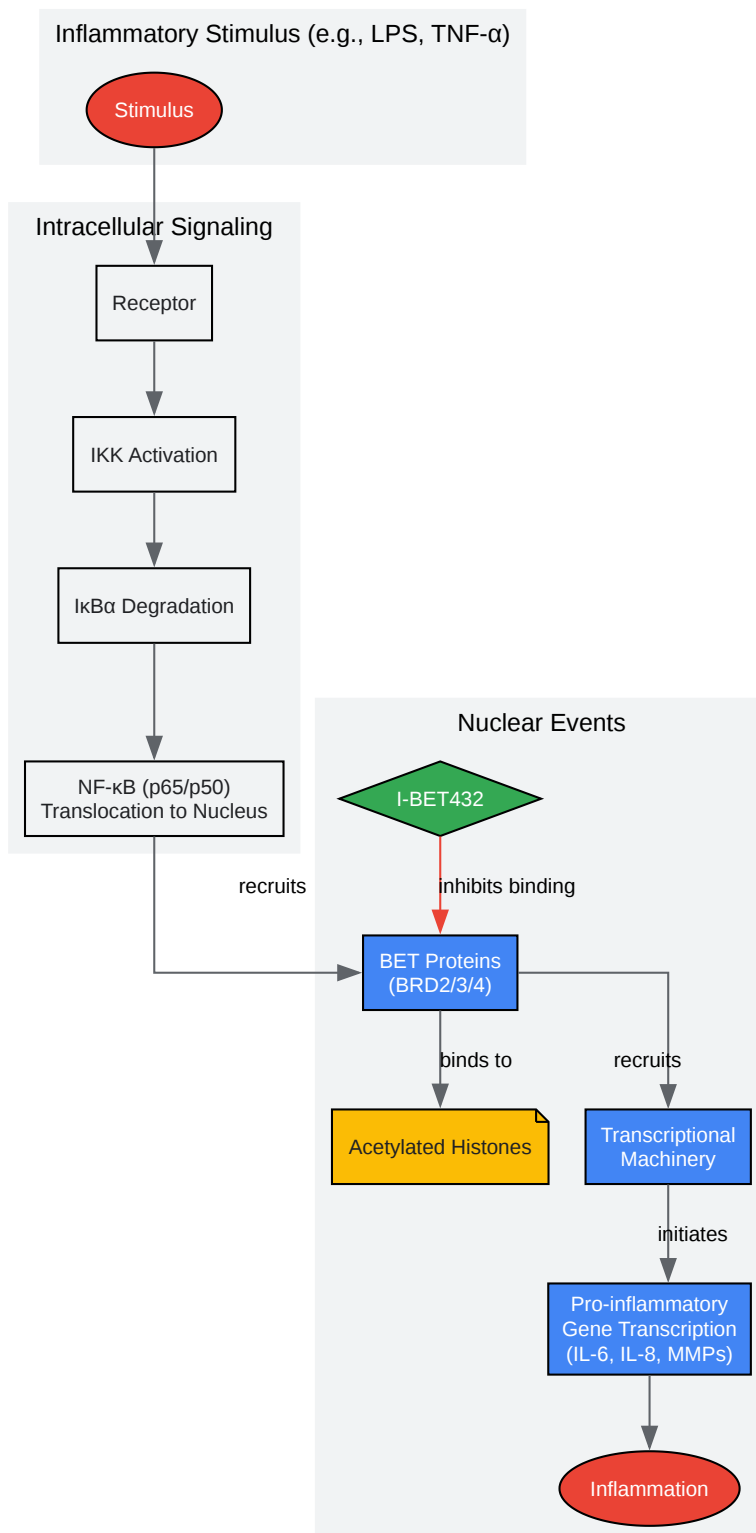 Inflammatory Stimulus (e.g., LPS, TNF-α)
Stimulus
Intracellular Signaling
Receptor
IKK Activation
IκBα Degradation
NF-κB (p65/p50)
Translocation to Nucleus
Nuclear Events
I-BET432
recruits
inhibits binding
BET Proteins
(BRD2/3/4)
binds to
recruits
Acetylated Histones
Transcriptional
Machinery
initiates
Pro-inflammatory
Gene Transcription
(IL-6, IL-8, MMPs)
Inflammation